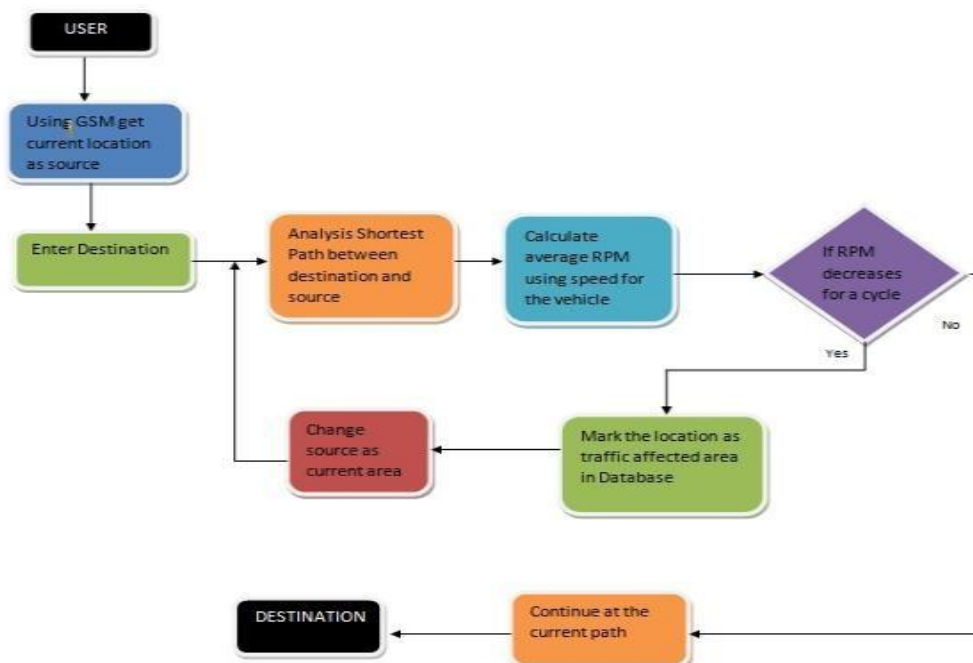 USER
Using GSM get
current location
as source
Enter Destination
Analysis Shortest
Path between
destination and
source
Calculate
average RPM
using speed for
the vehicle
If RPM
decreases
for a cycle
No
Yes
Mark the location as
traffic affected area
in Database
Change
source as
current area
Continue at the
current path
DESTINATION